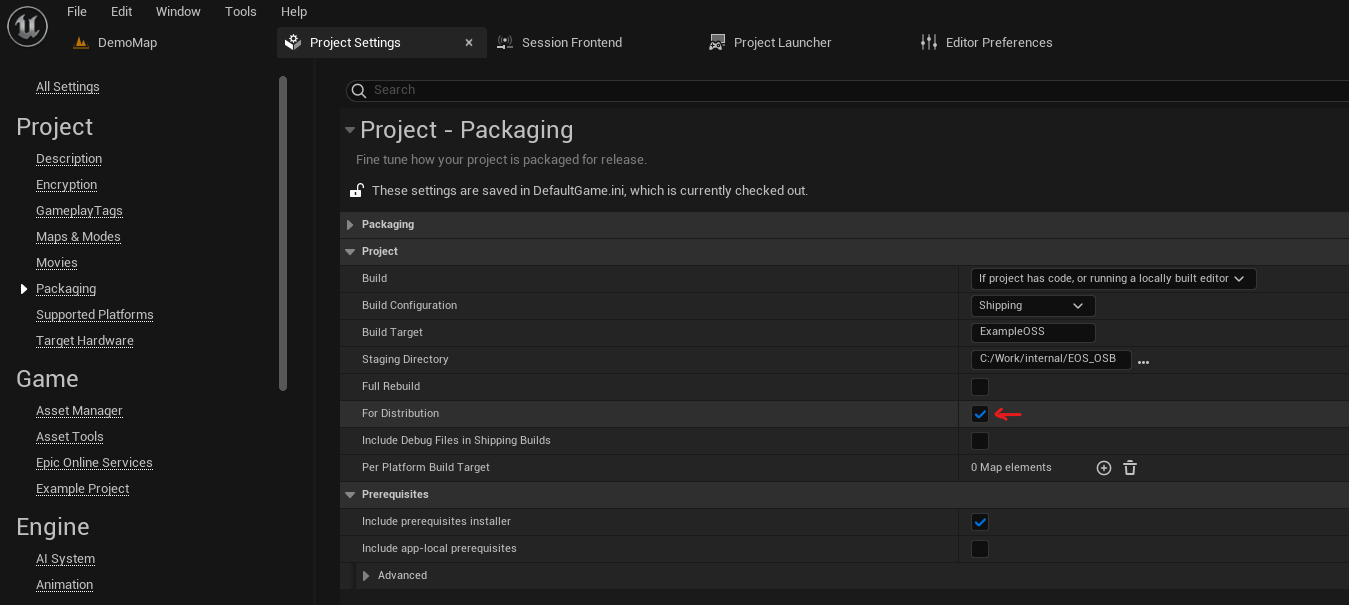 File Edit Window Tools Help
DemoMap
Project Settings
Session Frontend
Project Launcher
Editor Preferences
All Settings
Project
Description
Encryption
GameplayTags
Maps & Modes
Movies
Packaging
Supported Platforms
Target Hardware
Game
Asset Manager
Asset Tools
Epic Online Services
Example Project
Engine
AI System
Animation
Search
Project - Packaging
Fine tune how your project is packaged for release.
These settings are saved in DefaultGame.ini, which is currently checked out.
Packaging
Project
Build If project has code, or running a locally built editor
Build Configuration Shipping
Build Target ExampleOSS
Staging Directory C:/Work/internal/EOS_OSB ...
Full Rebuild
For Distribution
Include Debug Files in Shipping Builds
Per Platform Build Target 0 Map elements
Prerequisites
Include prerequisites installer
Include app-local prerequisites
Advanced